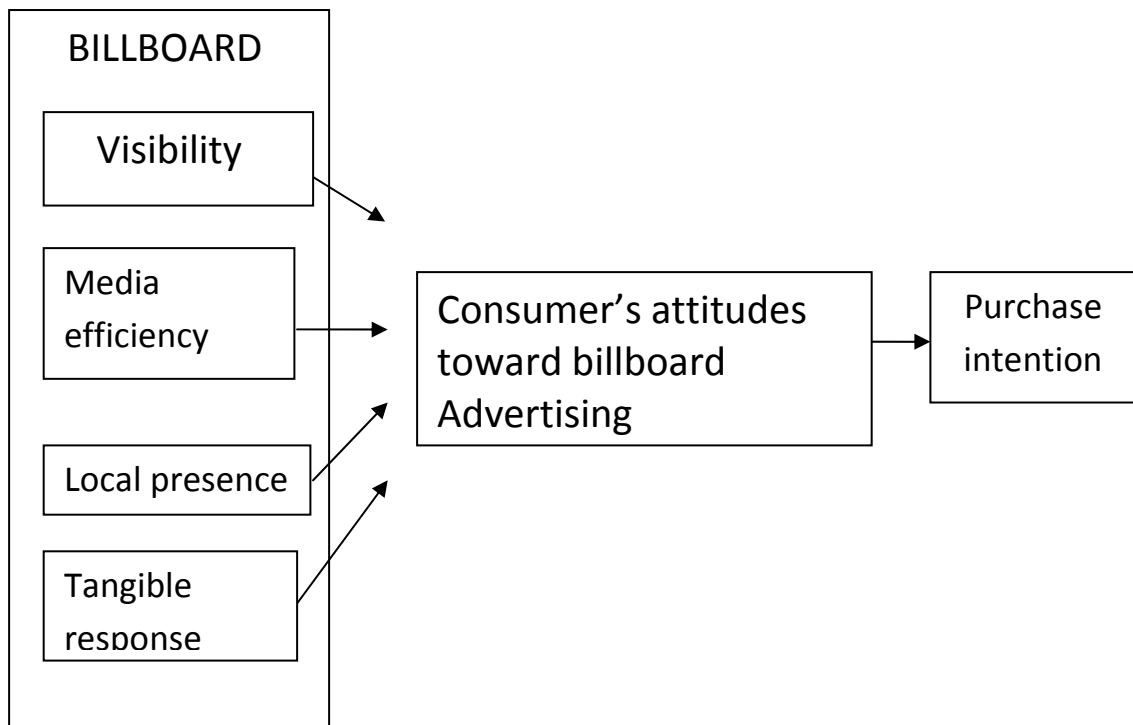 BILLBOARD
Visibility
Media
efficiency
Local presence
Tangible
response
Consumer’s attitudes
toward billboard
Advertising
Purchase
intention